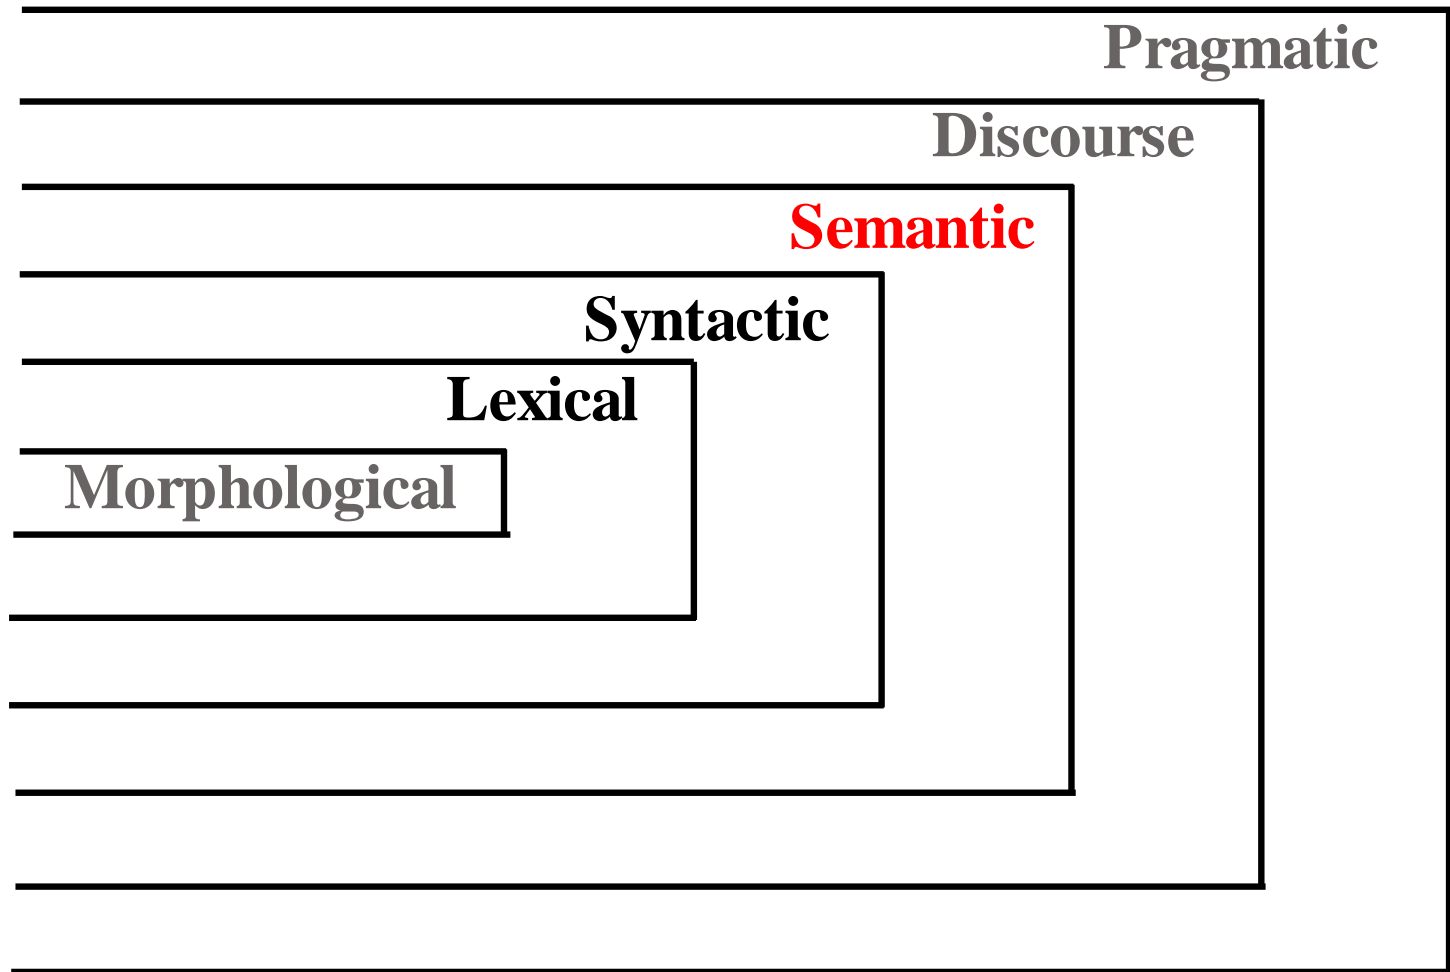 Pragmatic
Discourse
Semantic
Syntactic
Lexical
Morphological